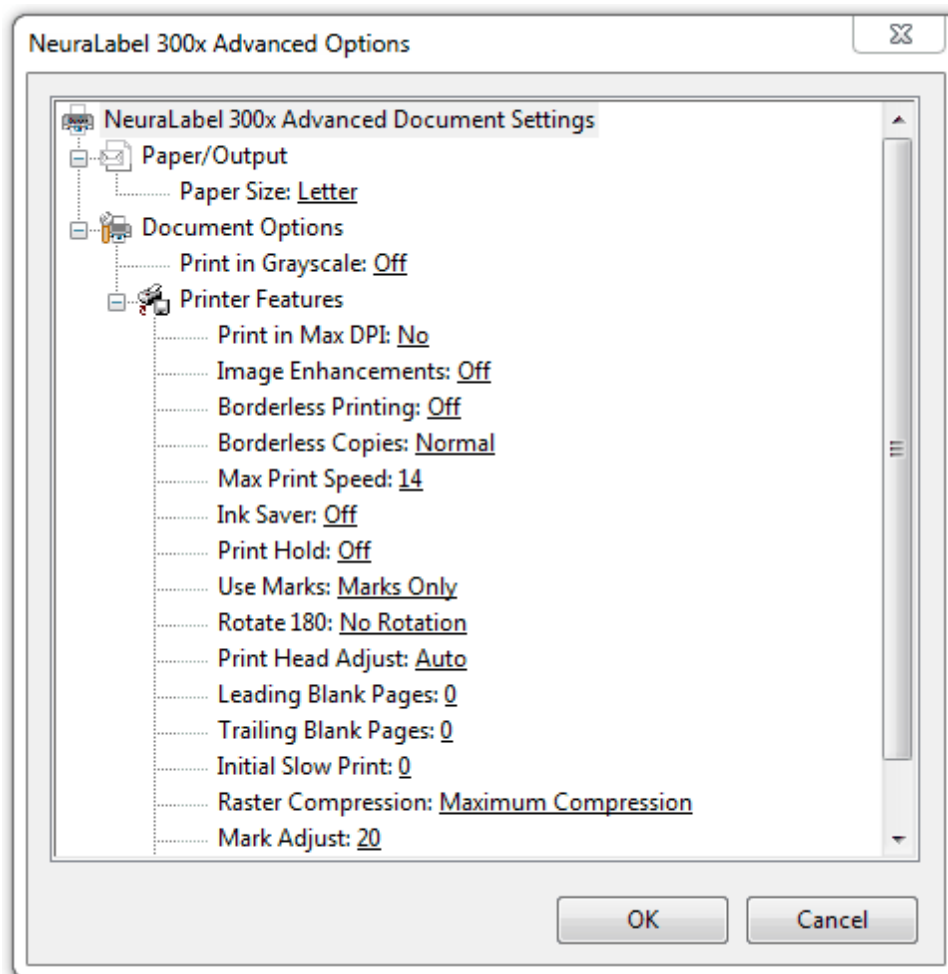 NeuraLabel 300x Advanced Options
NeuraLabel 300x Advanced Document Settings
Paper/Output
Paper Size: Letter
Document Options
Print in Grayscale: Off
Printer Features
Print in Max DPI: No
Image Enhancements: Off
Borderless Printing: Off
Borderless Copies: Normal
Max Print Speed: 14
Ink Saver: Off
Print Hold: Off
Use Marks: Marks Only
Rotate 180: No Rotation
Print Head Adjust: Auto
Leading Blank Pages: 0
Trailing Blank Pages: 0
Initial Slow Print: 0
Raster Compression: Maximum Compression
Mark Adjust: 20
OK Cancel